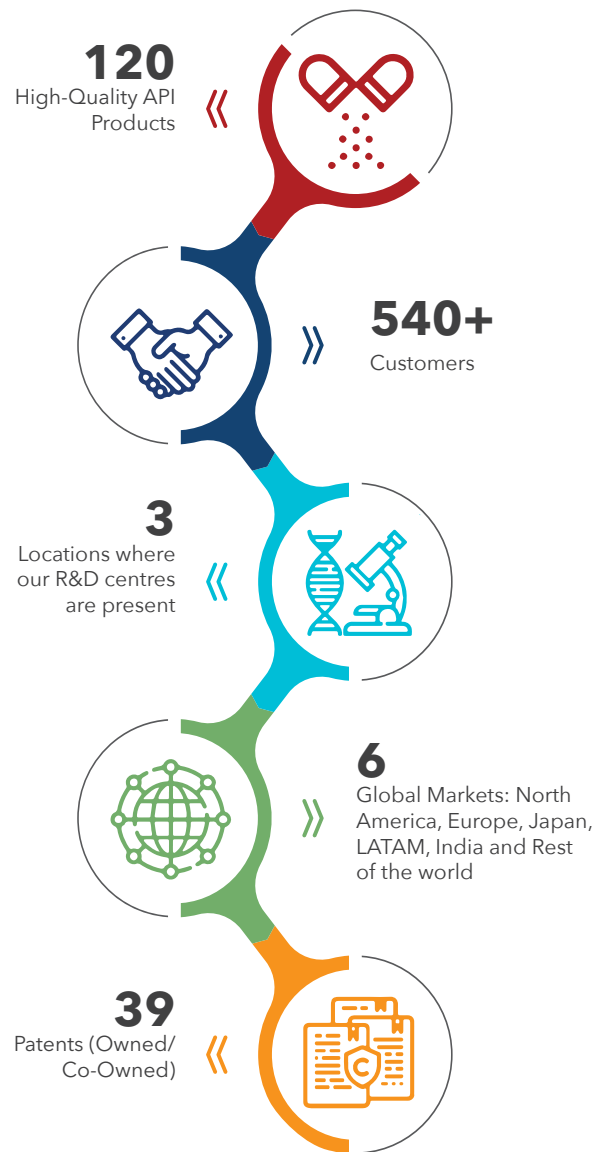 120
High-Quality API
Products
540+
Customers
3
Locations where
our R&D centres
are present
6
Global Markets: North
America, Europe, Japan,
LATAM, India and Rest
of the world
39
Patents (Owned/
Co-Owned)
C